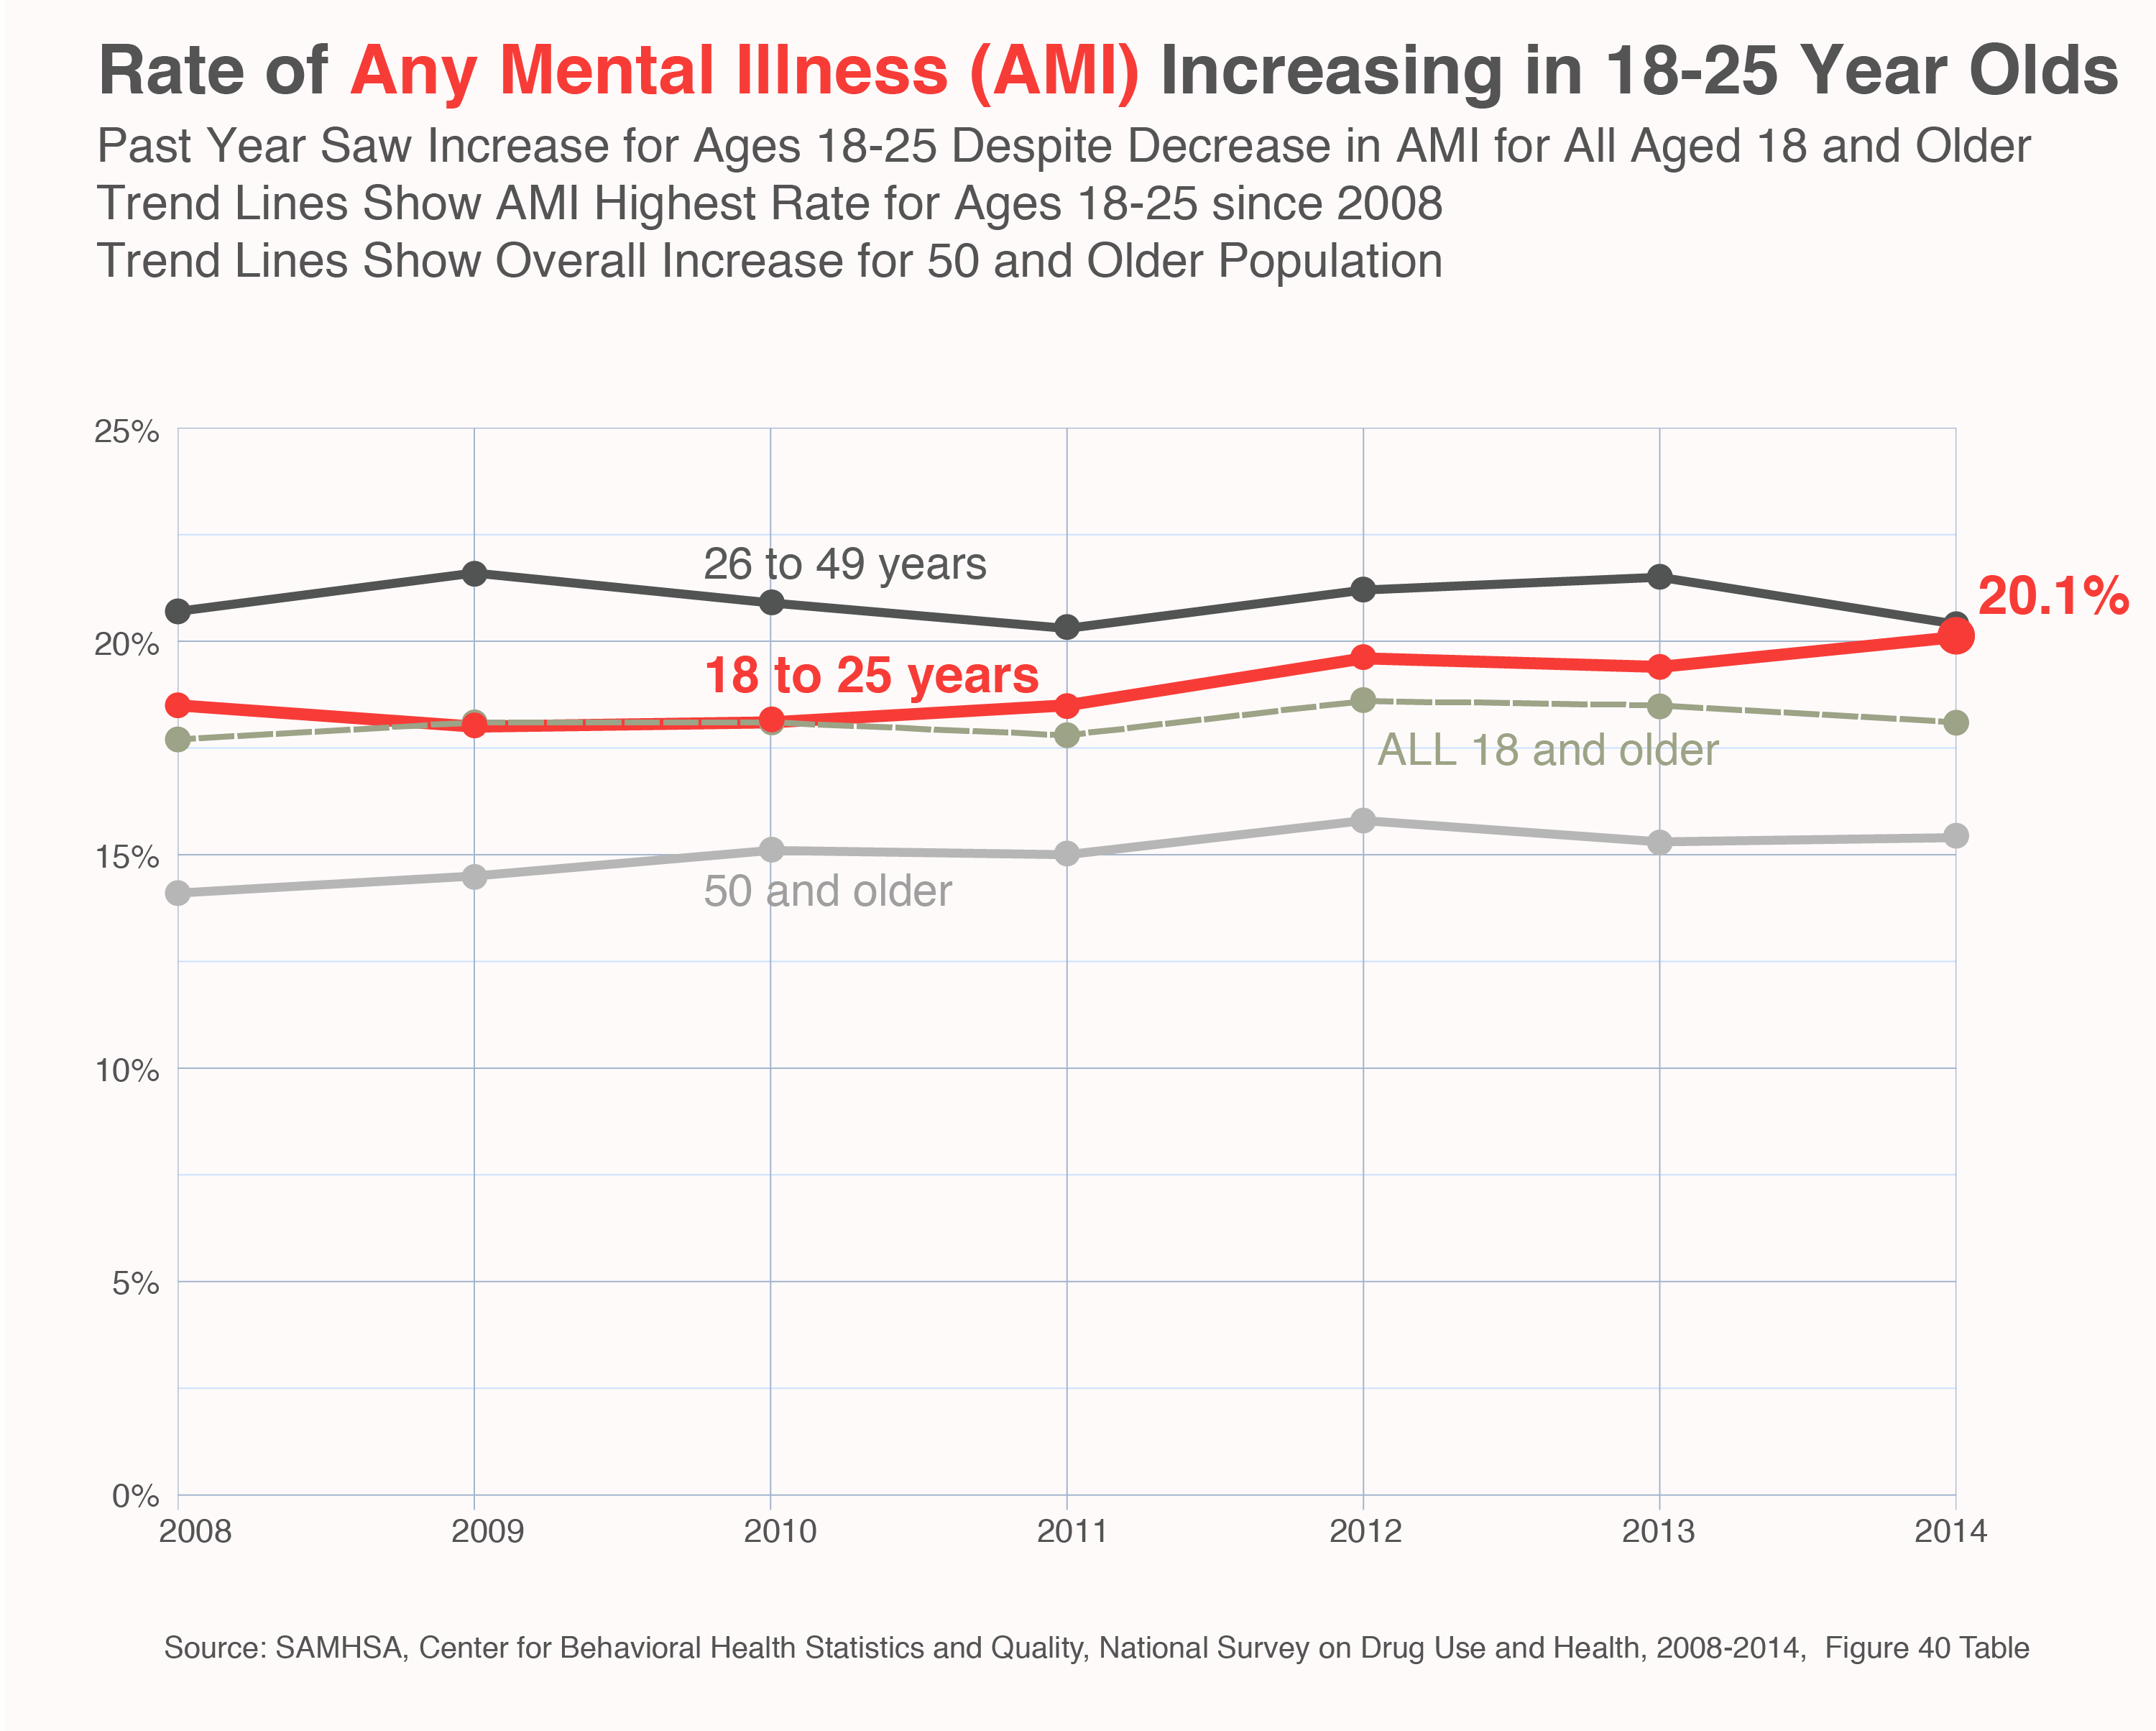 Rate of Any Mental Illness (AMI) Increasing in 18-25 Year Olds
Past Year Saw Increase for Ages 18-25 Despite Decrease in AMI for All Aged 18 and Older
Trend Lines Show AMI Highest Rate for Ages 18-25 since 2008
Trend Lines Show Overall Increase for 50 and Older Population
25%
26 to 49 years
20.1%
20%
18 to 25 years
ALL 18 and older
15%
50 and older
10%
5%
0%
2008 2009 2010 2011 2012 2013 2014
Source: SAMHSA, Center for Behavioral Health Statistics and Quality, National Survey on Drug Use and Health, 2008-2014, Figure 40 Table